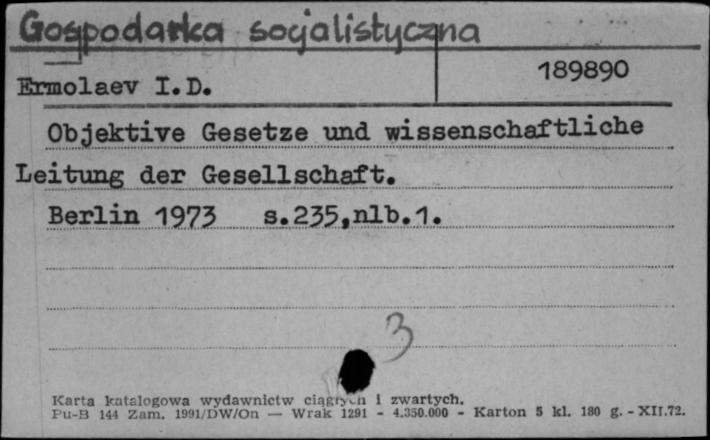 Gospodarka socjalistyczna
189890
Ermolaev I.D.
Objektive Gesetze und wissenschaftliche
Leitung der Gesellschaft.
Berlin 1973 s.235,nlb.1.
3
Karta katalogowa wydawnictw ciągłych i zwartych.
Pu-B 144 Zam. 1991/DW/On — Wrak 1291 - 4.350.000 - Karton 5 kl. 180 g. - XII.72.